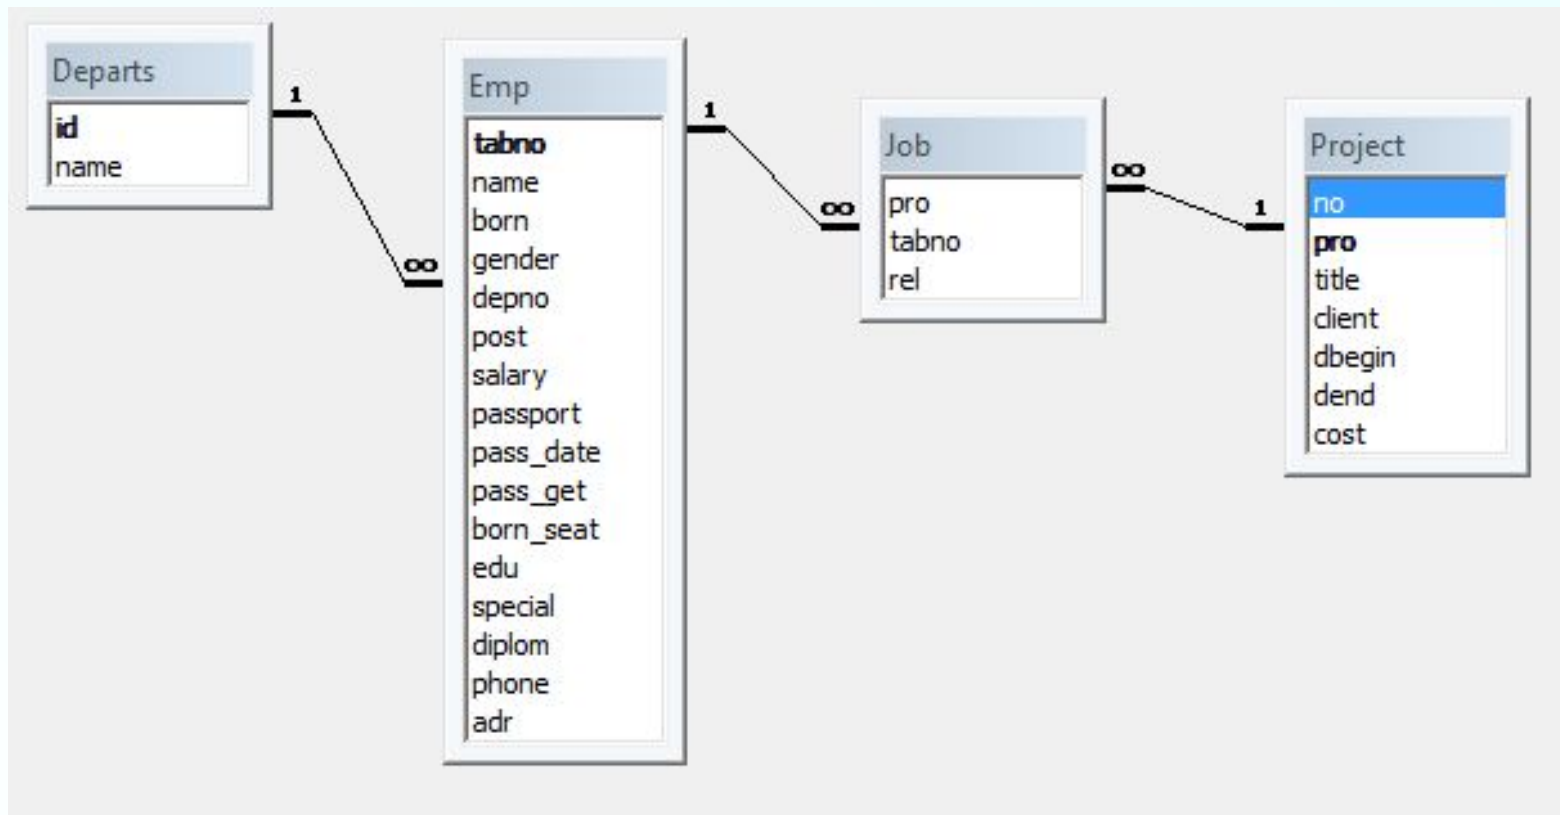 Departs
id
name
1
∞
Emp
tabno
name
born
gender
depno
post
salary
passport
pass_date
pass_get
born_seat
edu
special
diplom
phone
adr
1
∞
Job
pro
tabno
rel
∞
1
Project
no
pro
title
client
dbegin
dend
cost